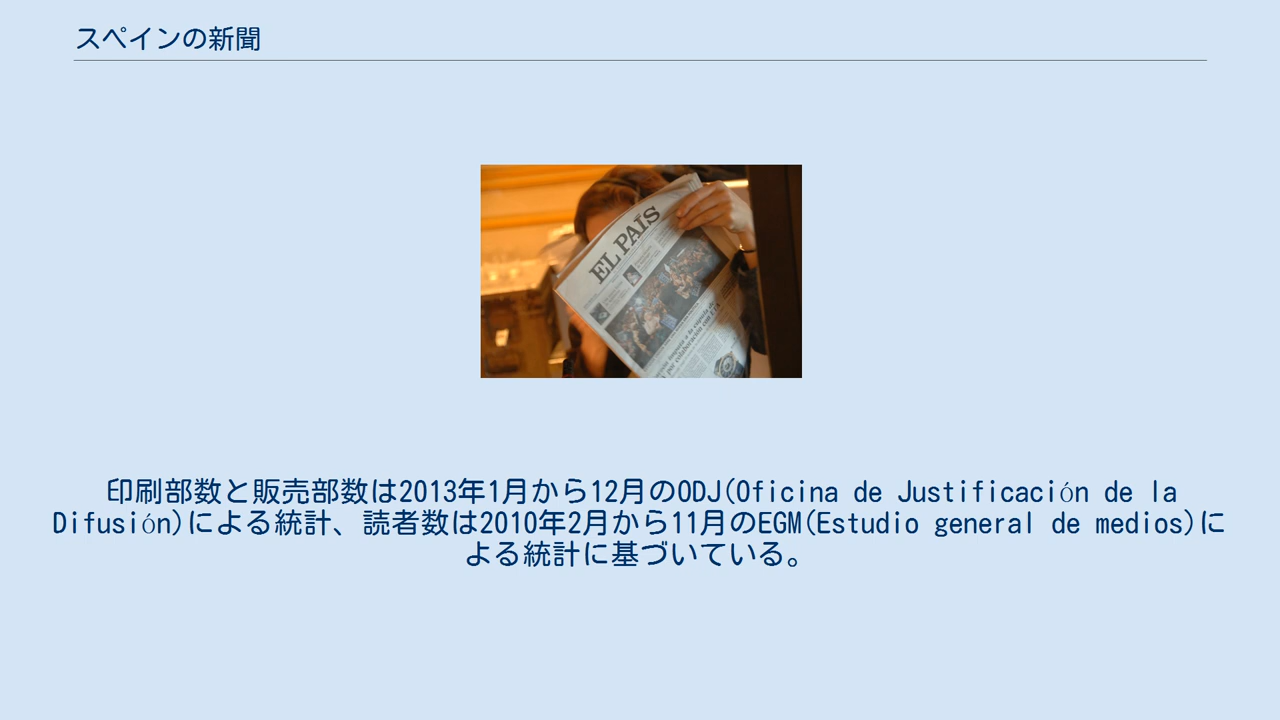 スペインの新聞
EL PAÍS
印刷部数と販売部数は2013年1月から12月のODJ(Oficina de Justificación de la
Difusión)による統計、読者数は2010年2月から11月のEGM(Estudio general de medios)に
よる統計に基づいている。